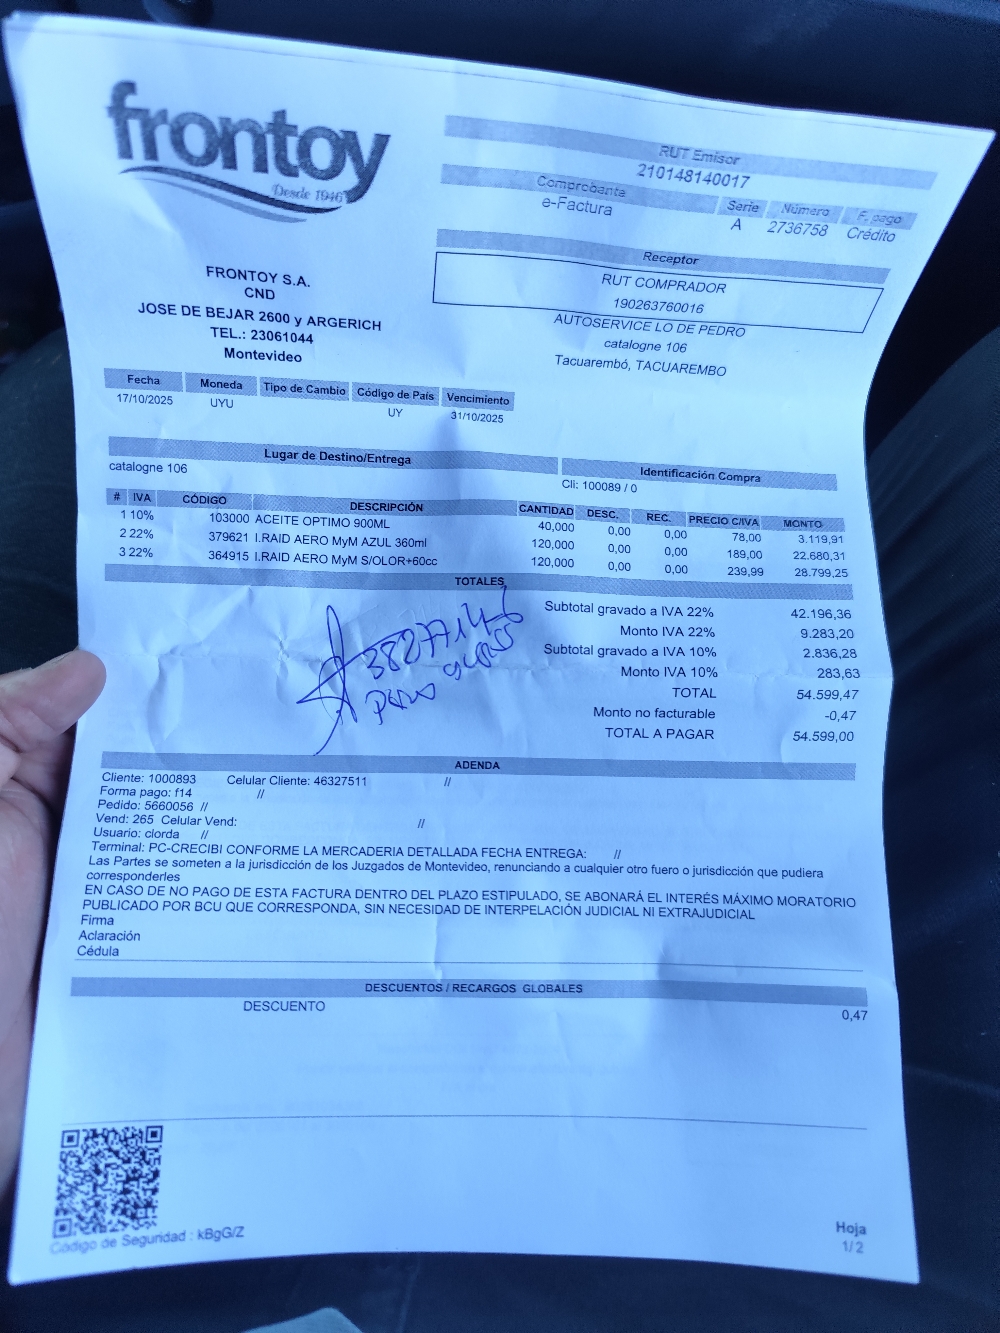 frontoy
Desde 1946
RUT Emisor
210148140017
Comprobante Serie Número F. pago
e-Factura A 2736758 Crédito
Receptor
RUT COMPRADOR
190263760016
AUTOSERVICE LO DE PEDRO
catalogne 106
Tacuarembó, TACUAREMBO
FRONTOY S.A.
CND
JOSE DE BEJAR 2600 y ARGERICH
TEL.: 23061044
Montevideo
Fecha Moneda Tipo de Cambio Código de País Vencimiento
17/10/2025 UYU UY 31/10/2025
Lugar de Destino/Entrega Identificación Compra
catalogne 106 Cli: 100089 / 0
# IVA CÓDIGO DESCRIPCIÓN CANTIDAD DESC. REC. PRECIO C/IVA MONTO
1 10% 103000 ACEITE OPTIMO 900ML 40,000 0,00 0,00 78,00 3.119,91
2 22% 379621 I.RAID AERO MyM AZUL 360ml 120,000 0,00 0,00 189,00 22.680,31
3 22% 364915 I.RAID AERO MyM S/OLOR+60cc 120,000 0,00 0,00 239,99 28.799,25
TOTALES
Subtotal gravado a IVA 22% 42.196,36
Monto IVA 22% 9.283,20
Subtotal gravado a IVA 10% 2.836,28
Monto IVA 10% 283,63
TOTAL 54.599,47
Monto no facturable -0,47
TOTAL A PAGAR 54.599,00
ADENDA
Cliente: 1000893 Celular Cliente: 46327511 //
Forma pago: f14 //
Pedido: 5660056 //
Vend: 265 Celular Vend: //
Usuario: clorda //
Terminal: PC-CRECIBI CONFORME LA MERCADERIA DETALLADA FECHA ENTREGA: //
Las Partes se someten a la jurisdicción de los Juzgados de Montevideo, renunciando a cualquier otro fuero o jurisdicción que pudiera
corresponderles
EN CASO DE NO PAGO DE ESTA FACTURA DENTRO DEL PLAZO ESTIPULADO, SE ABONARÁ EL INTERÉS MÁXIMO MORATORIO
PUBLICADO POR BCU QUE CORRESPONDA, SIN NECESIDAD DE INTERPELACIÓN JUDICIAL NI EXTRAJUDICIAL
Firma
Aclaración
Cédula
DESCUENTOS / RECARGOS GLOBALES
DESCUENTO 0,47
Código de Seguridad : kBgG/Z
Hoja
1/ 2